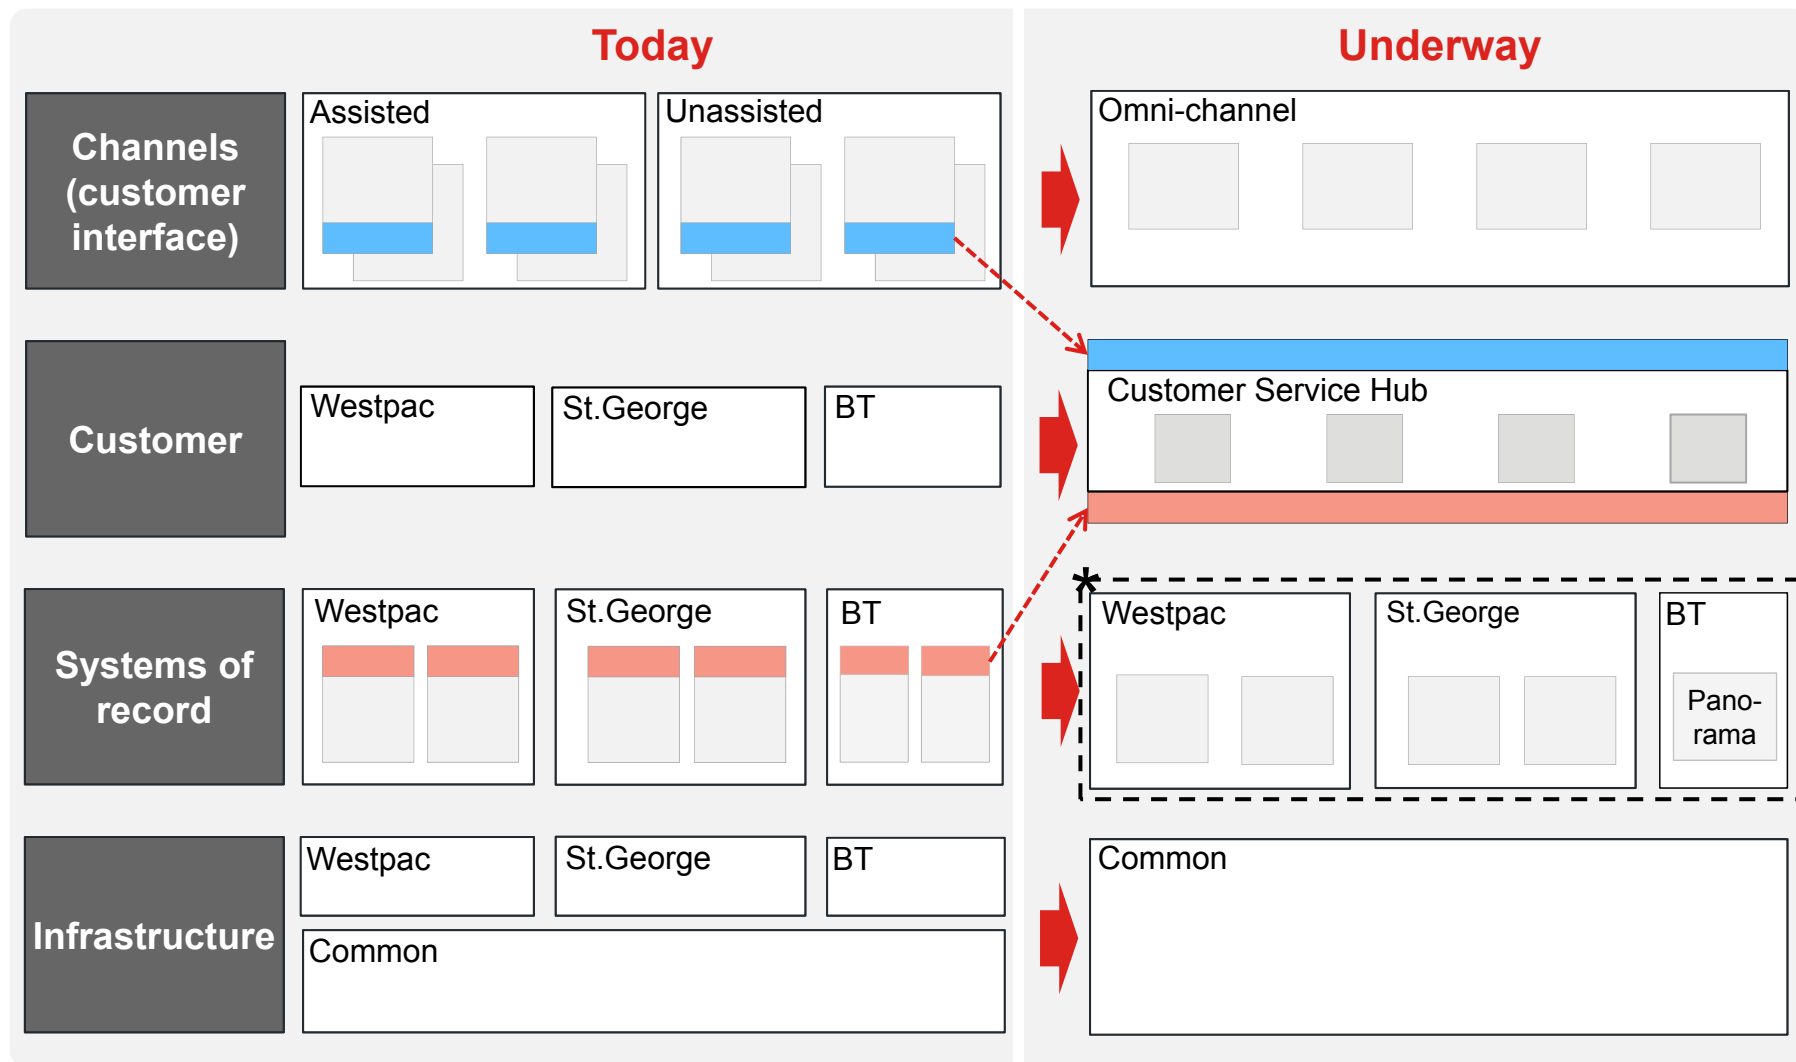 Today
Underway
Channels
(customer
interface)
Assisted
Unassisted
Omni-channel
Customer
Westpac
St.George
BT
Customer Service Hub
Systems of
record
Westpac
St.George
BT
*
Westpac
St.George
BT
Pano-
rama
Infrastructure
Westpac
St.George
BT
Common
Common